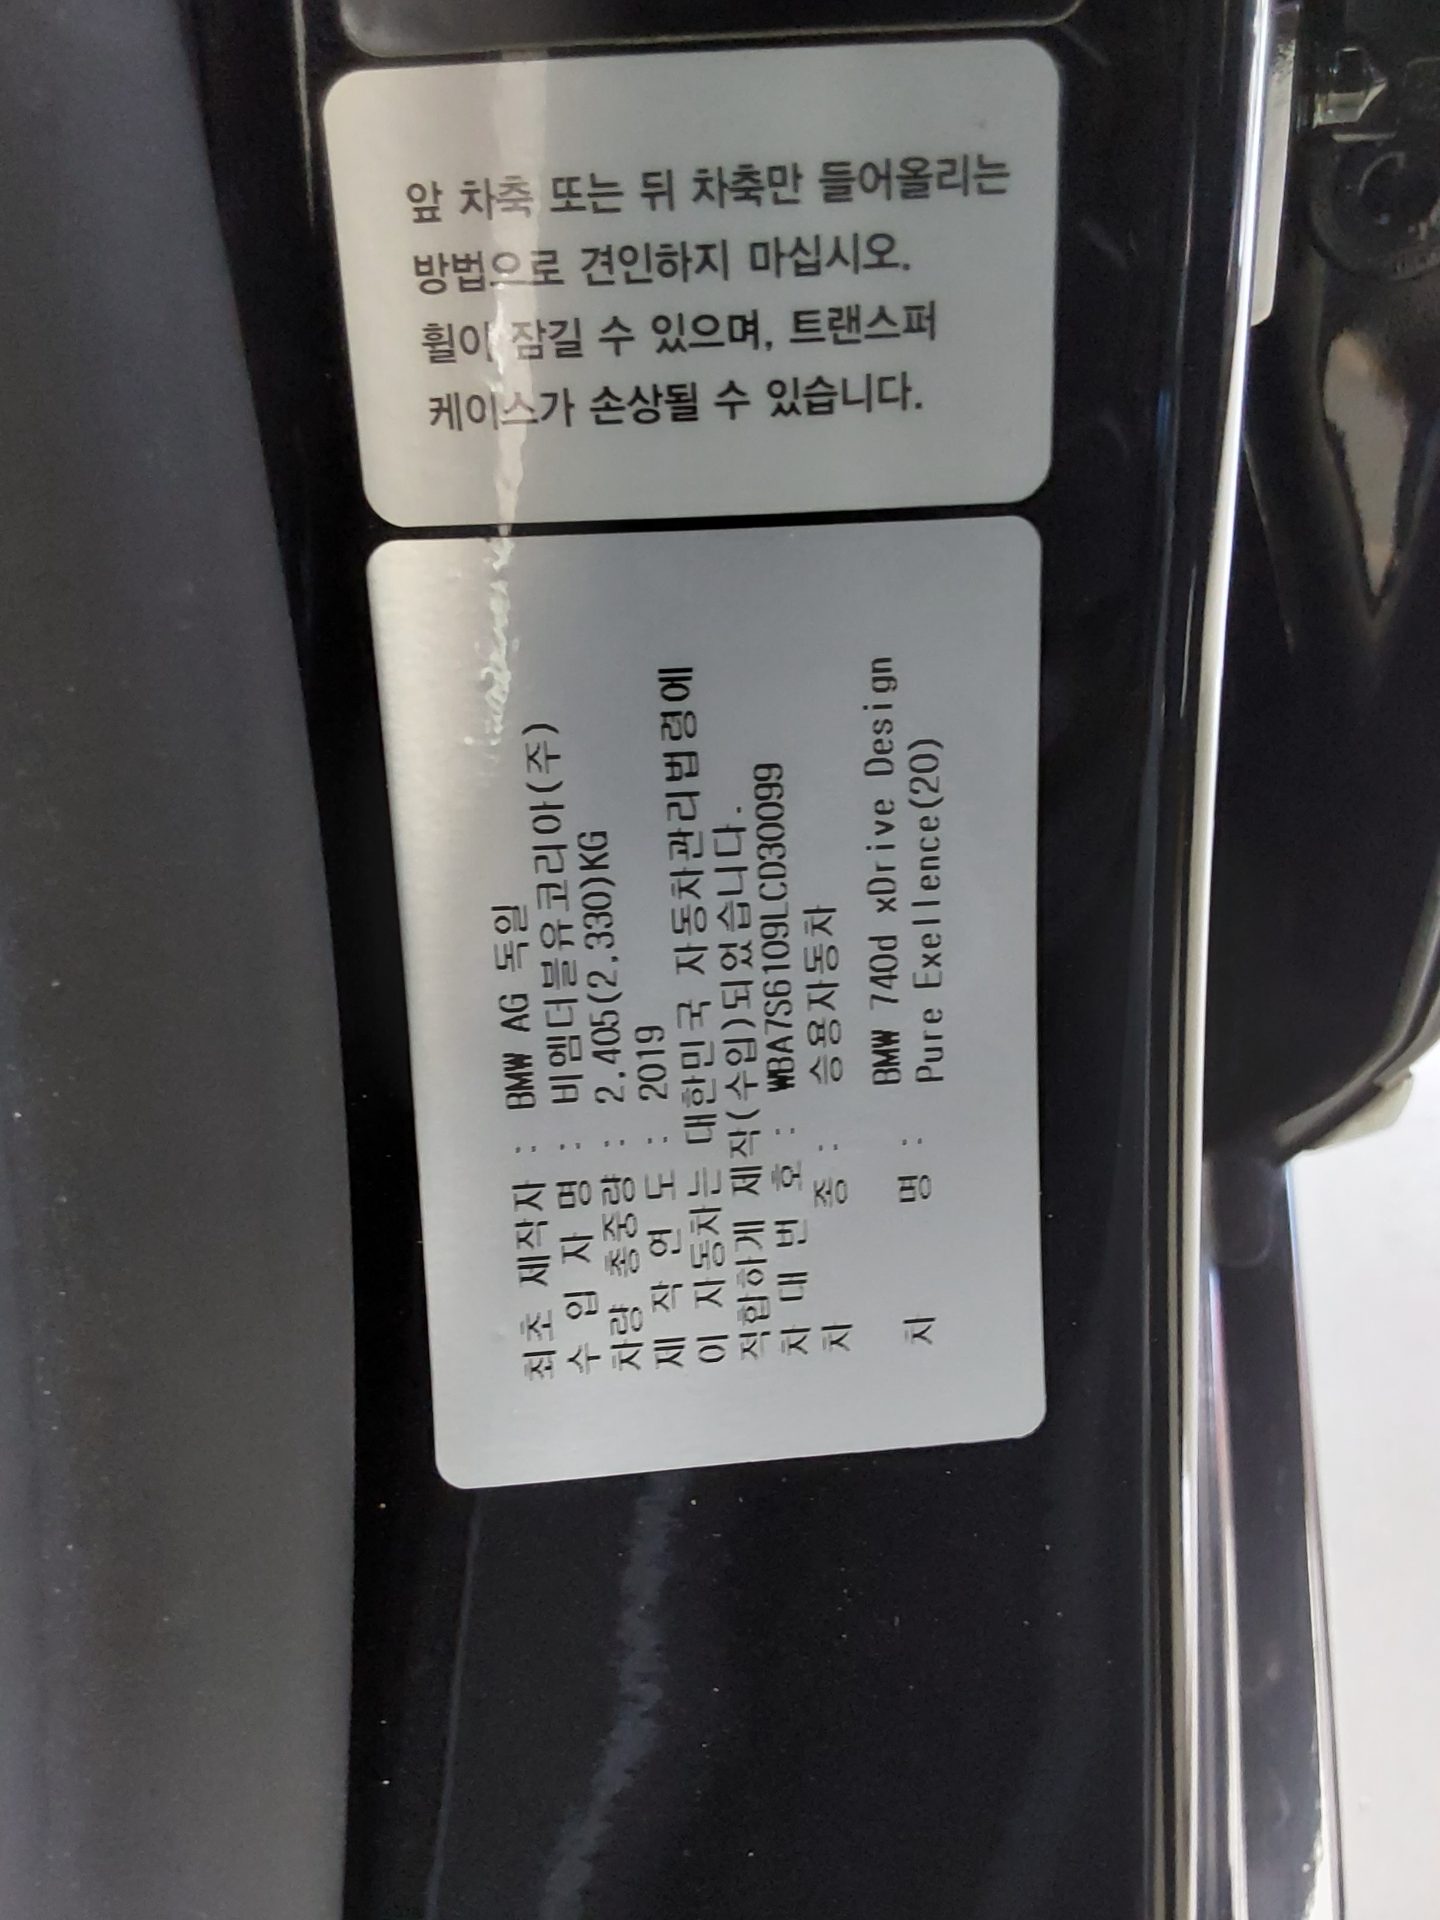 앞 차축 또는 뒤 차축만 들어올리는
방법으로 견인하지 마십시오.
휠이 잠길 수 있으며, 트랜스퍼
케이스가 손상될 수 있습니다.
최초 제작자 : BMW AG 독일
수 입 자 명 : 비엠더블유코리아(주)
차량 총중량 : 2.405(2.330)KG
제 작 연 도 : 2019
이 자동차는 대한민국 자동차관리법령에
적합하게 제작(수입)되었습니다.
차 대 번 호 : WBA7S6109LCD30099
차 종 : 승용자동차
차 명 : BMW 740d xDrive Design
Pure Exellence(20)